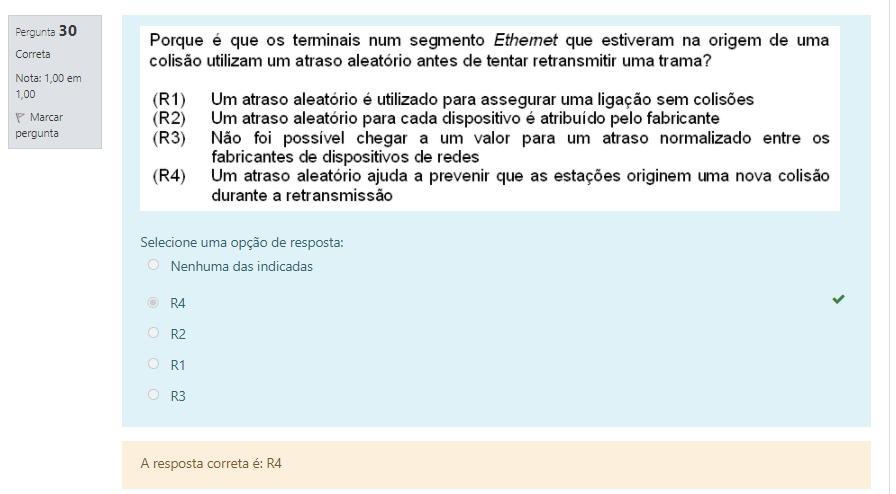 Pergunta 30
Correta
Nota: 1,00 em
1,00
Marcar
pergunta
Porque é que os terminais num segmento Ethernet que estiveram na origem de uma
colisão utilizam um atraso aleatório antes de tentar retransmitir uma trama?
(R1) Um atraso aleatório é utilizado para assegurar uma ligação sem colisões
(R2) Um atraso aleatório para cada dispositivo é atribuído pelo fabricante
(R3) Não foi possível chegar a um valor para um atraso normalizado entre os
fabricantes de dispositivos de redes
(R4) Um atraso aleatório ajuda a prevenir que as estações originem uma nova colisão
durante a retransmissão
Selecione uma opção de resposta:
Nenhuma das indicadas
R4
R2
R1
R3
A resposta correta é: R4